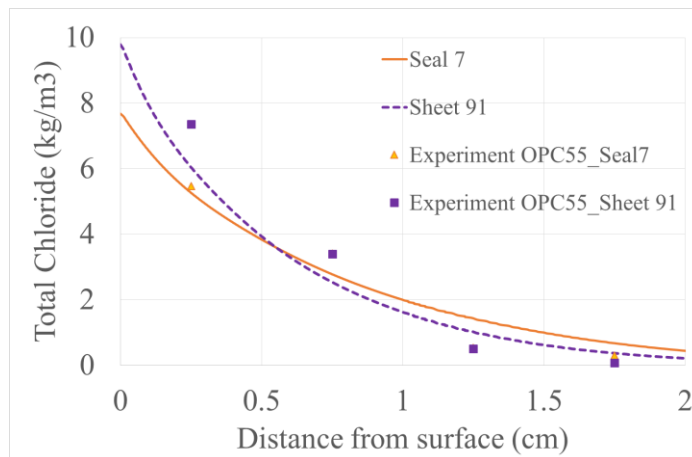 10
8
6
4
2
0
Total Chloride (kg/m3)
Seal 7
Sheet 91
Experiment OPC55_Seal7
Experiment OPC55_Sheet 91
0 0.5 1 1.5 2
Distance from surface (cm)